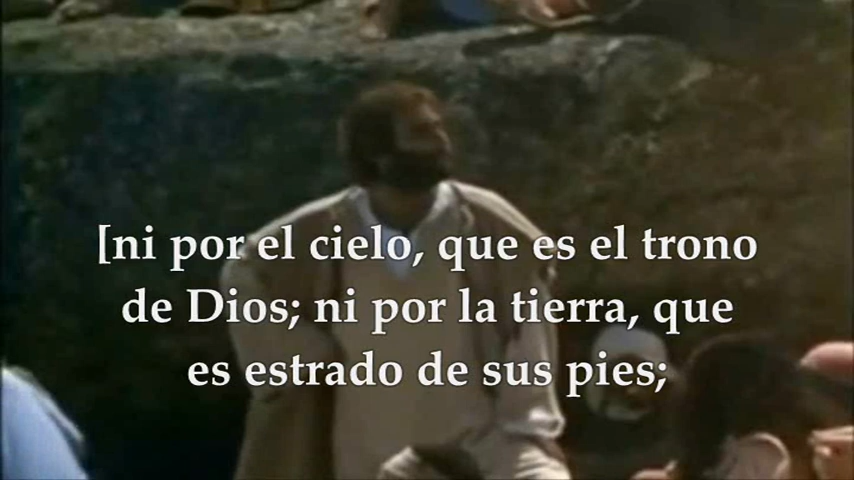 [ni por el cielo, que es el trono
de Dios; ni por la tierra, que
es estrado de sus pies;